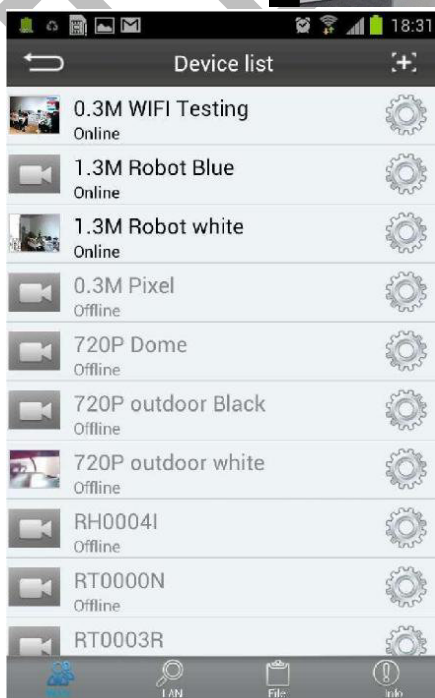 18:31
Device list
0.3M WIFI Testing
Online
1.3M Robot Blue
Online
1.3M Robot white
Online
0.3M Pixel
Offline
720P Dome
Offline
720P outdoor Black
Offline
720P outdoor white
Offline
RH0004I
Offline
RT0000N
Offline
RT0003R
LAN
File
Info